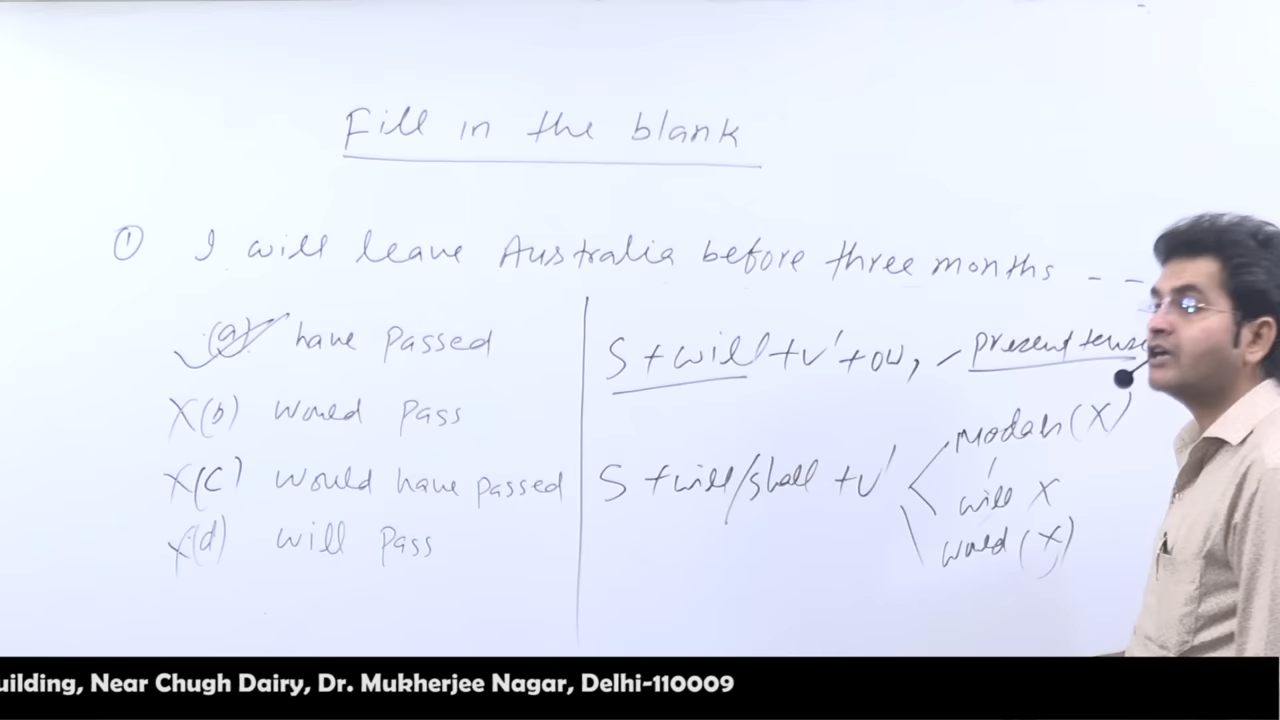 Fill in the blank
① I will leave Australia before three months - -
(a) have passed
X(b) would pass
X(c) would have passed
X(d) will pass
S + will + V' + ow, - present tense
S + will/shall + V'
Modals (X)
will X
would (X)
uilding, Near Chugh Dairy, Dr. Mukherjee Nagar, Delhi-110009